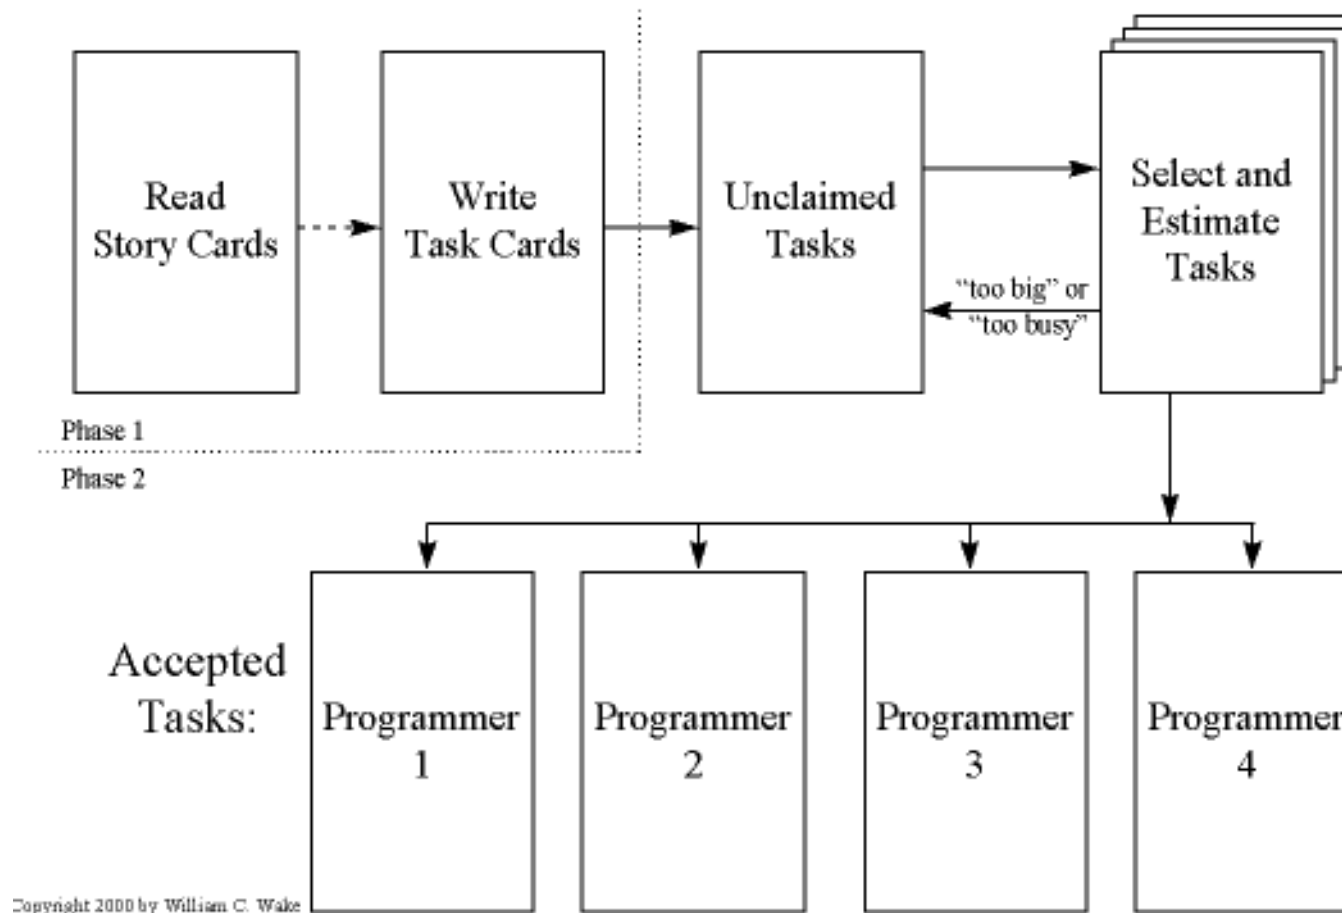 Read
Story Cards
Write
Task Cards
Unclaimed
Tasks
Select and
Estimate
Tasks
“too big” or
“too busy”
Phase 1
Phase 2
Accepted
Tasks:
Programmer
1
Programmer
2
Programmer
3
Programmer
4
Copyright 2000 by William C. Wake